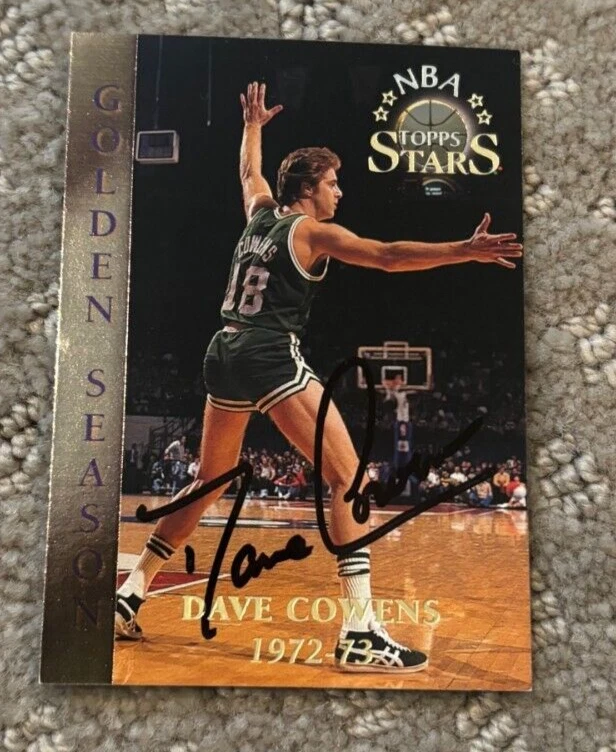 GOLDEN SEASON
NBA
TOPPS
STARS
COWENS
18
Dave Cowens
DAVE COWENS
1972-73